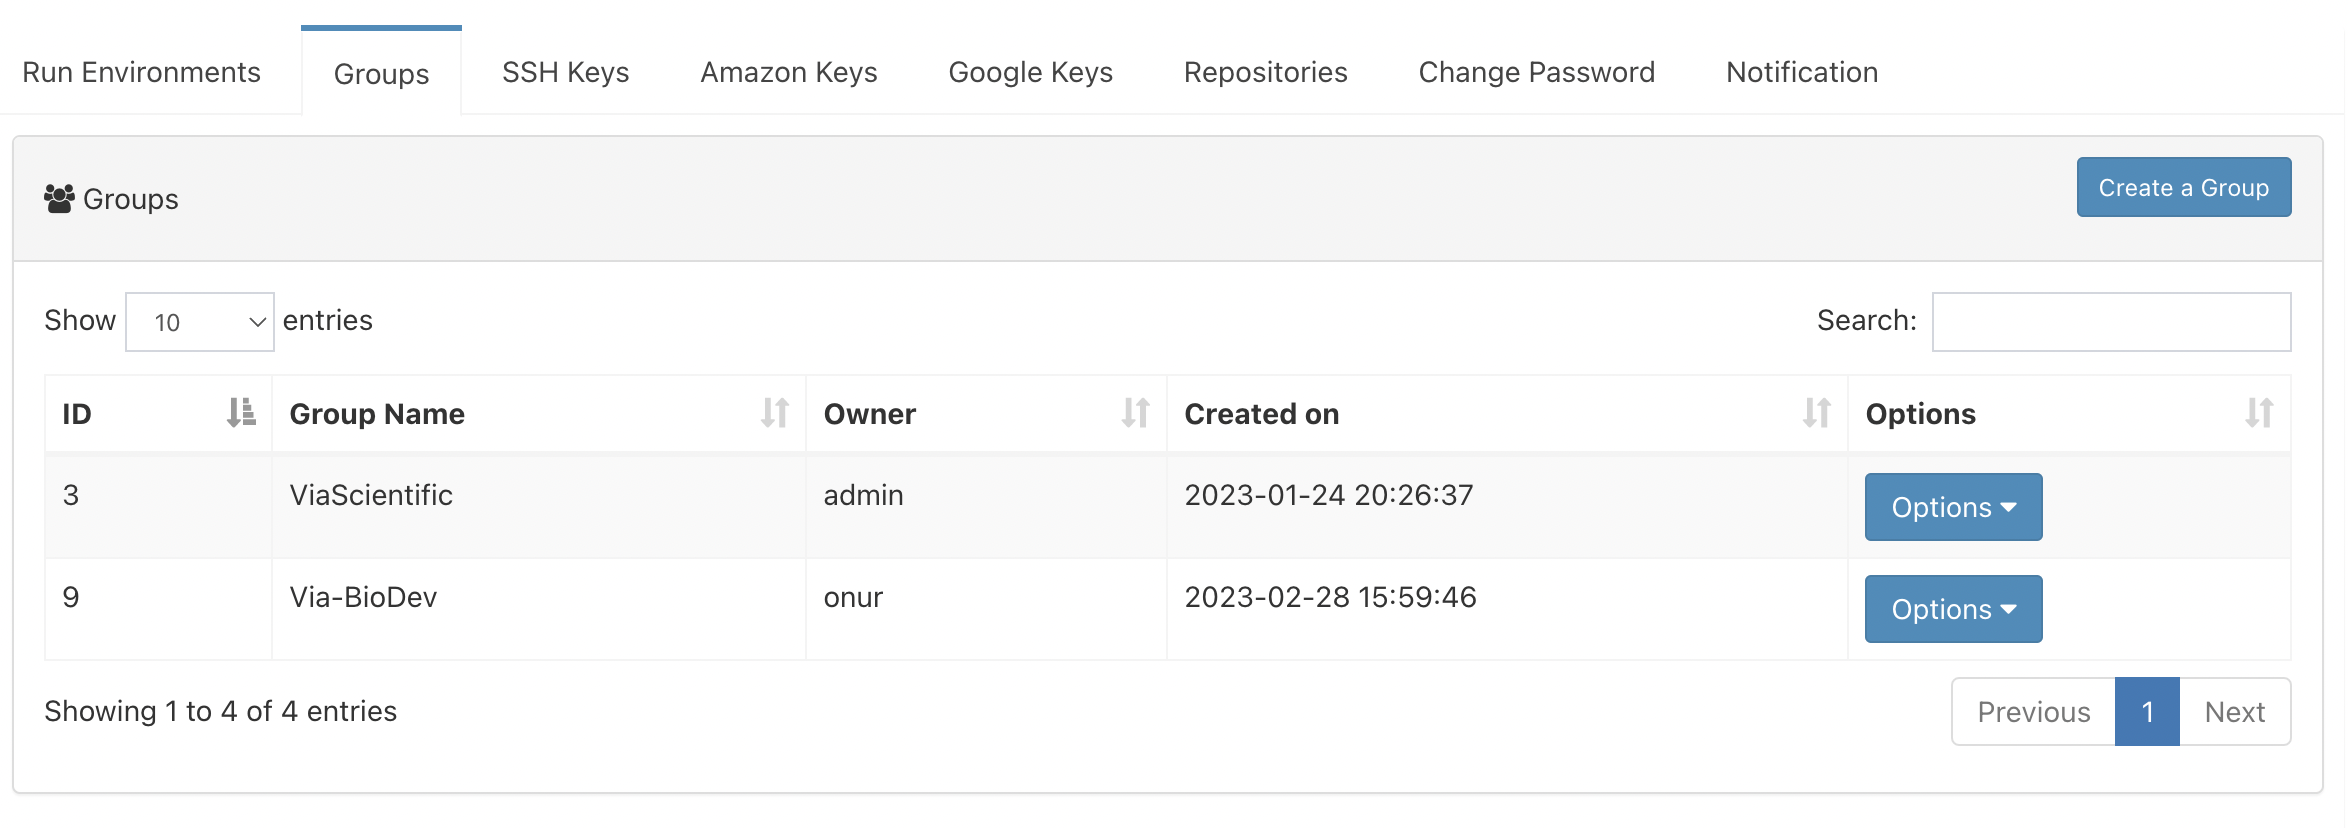 Run Environments Groups SSH Keys Amazon Keys Google Keys Repositories Change Password Notification
Groups Create a Group
Show 10 entries Search:
ID Group Name Owner Created on Options
3 ViaScientific admin 2023-01-24 20:26:37 Options
9 Via-BioDev onur 2023-02-28 15:59:46 Options
Showing 1 to 4 of 4 entries Previous 1 Next